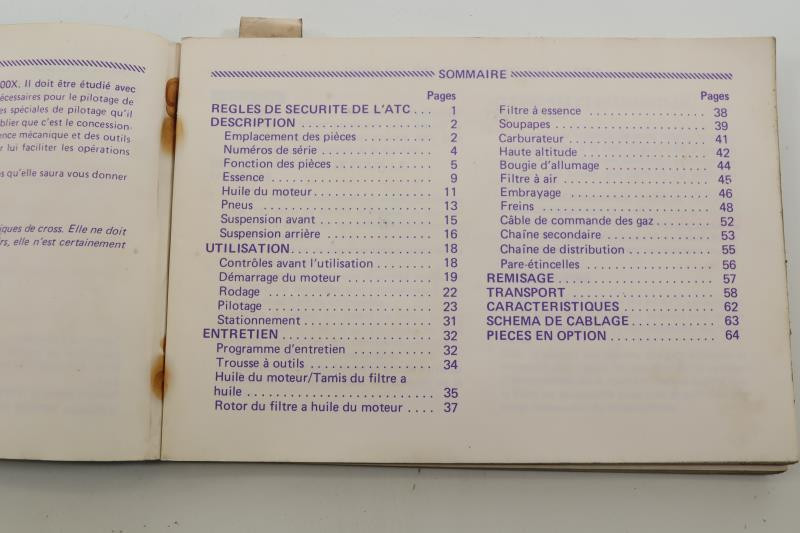 00X. Il doit être étudié avec
écessaires pour le pilotage de
es spéciales de pilotage qu'il
blier que c'est le concession-
ence mécanique et des outils
r lui faciliter les opérations
s qu'elle saura vous donner
iques de cross. Elle ne doit
rs, elle n'est certainement
SOMMAIRE
Pages
REGLES DE SECURITE DE L'ATC . . . 1
DESCRIPTION . . . . . . . . . . . . . . . . . 2
Emplacement des pièces . . . . . . . . . 2
Numéros de série . . . . . . . . . . . . . . 4
Fonction des pièces . . . . . . . . . . . . 5
Essence . . . . . . . . . . . . . . . . . . . . . 9
Huile du moteur . . . . . . . . . . . . . . . 11
Pneus . . . . . . . . . . . . . . . . . . . . . . 13
Suspension avant . . . . . . . . . . . . . . 15
Suspension arrière . . . . . . . . . . . . . 16
UTILISATION . . . . . . . . . . . . . . . . . . 18
Contrôles avant l'utilisation . . . . . . . 18
Démarrage du moteur . . . . . . . . . . . 19
Rodage . . . . . . . . . . . . . . . . . . . . . 22
Pilotage . . . . . . . . . . . . . . . . . . . . . 23
Stationnement . . . . . . . . . . . . . . . . 31
ENTRETIEN . . . . . . . . . . . . . . . . . . . 32
Programme d'entretien . . . . . . . . . . 32
Trousse à outils . . . . . . . . . . . . . . . 34
Huile du moteur/Tamis du filtre a
huile . . . . . . . . . . . . . . . . . . . . . . . 35
Rotor du filtre a huile du moteur . . . . 37
Pages
Filtre à essence . . . . . . . . . . . . . . . 38
Soupapes . . . . . . . . . . . . . . . . . . . . 39
Carburateur . . . . . . . . . . . . . . . . . . 41
Haute altitude . . . . . . . . . . . . . . . . 42
Bougie d'allumage . . . . . . . . . . . . . 44
Filtre à air . . . . . . . . . . . . . . . . . . . 45
Embrayage . . . . . . . . . . . . . . . . . . . 46
Freins . . . . . . . . . . . . . . . . . . . . . . 48
Câble de commande des gaz . . . . . . . 52
Chaîne secondaire . . . . . . . . . . . . . . 53
Chaîne de distribution . . . . . . . . . . . 55
Pare-étincelles . . . . . . . . . . . . . . . . 56
REMISAGE . . . . . . . . . . . . . . . . . . . . 57
TRANSPORT . . . . . . . . . . . . . . . . . . 58
CARACTERISTIQUES . . . . . . . . . . . . 62
SCHEMA DE CABLAGE . . . . . . . . . . . 63
PIECES EN OPTION . . . . . . . . . . . . . 64